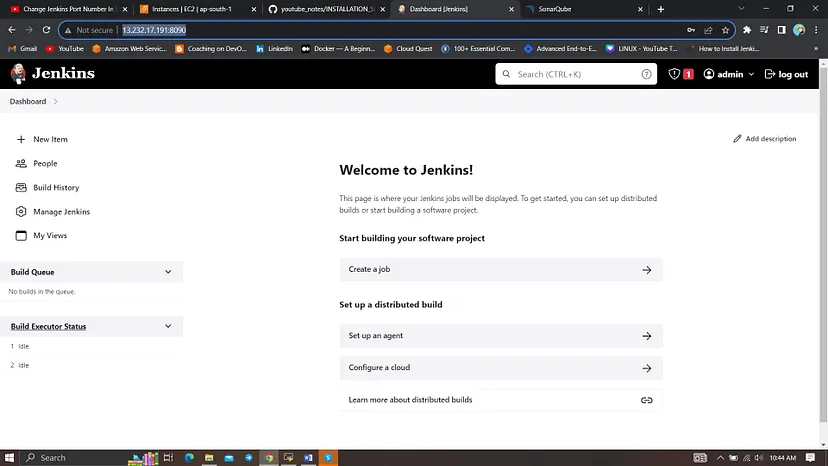 Change Jenkins Port Number In
Instances | EC2 | ap-south-1
youtube_notes/INSTALLATION_S
Dashboard [Jenkins]
SonarQube
Not secure
13.232.17.191:8090
Gmail
YouTube
Amazon Web Servic...
Coaching on DevO...
LinkedIn
Docker — A Beginn...
Cloud Quest
100+ Essential Com...
Advanced End-to-E...
LINUX - YouTube T...
How to Install Jenki...
Jenkins
Search (CTRL+K)
1
admin
log out
Dashboard
New Item
People
Build History
Manage Jenkins
My Views
Build Queue
No builds in the queue.
Build Executor Status
1 Idle
2 Idle
Add description
Welcome to Jenkins!
This page is where your Jenkins jobs will be displayed. To get started, you can set up distributed
builds or start building a software project.
Start building your software project
Create a job
Set up a distributed build
Set up an agent
Configure a cloud
Learn more about distributed builds
Search
10:44 AM